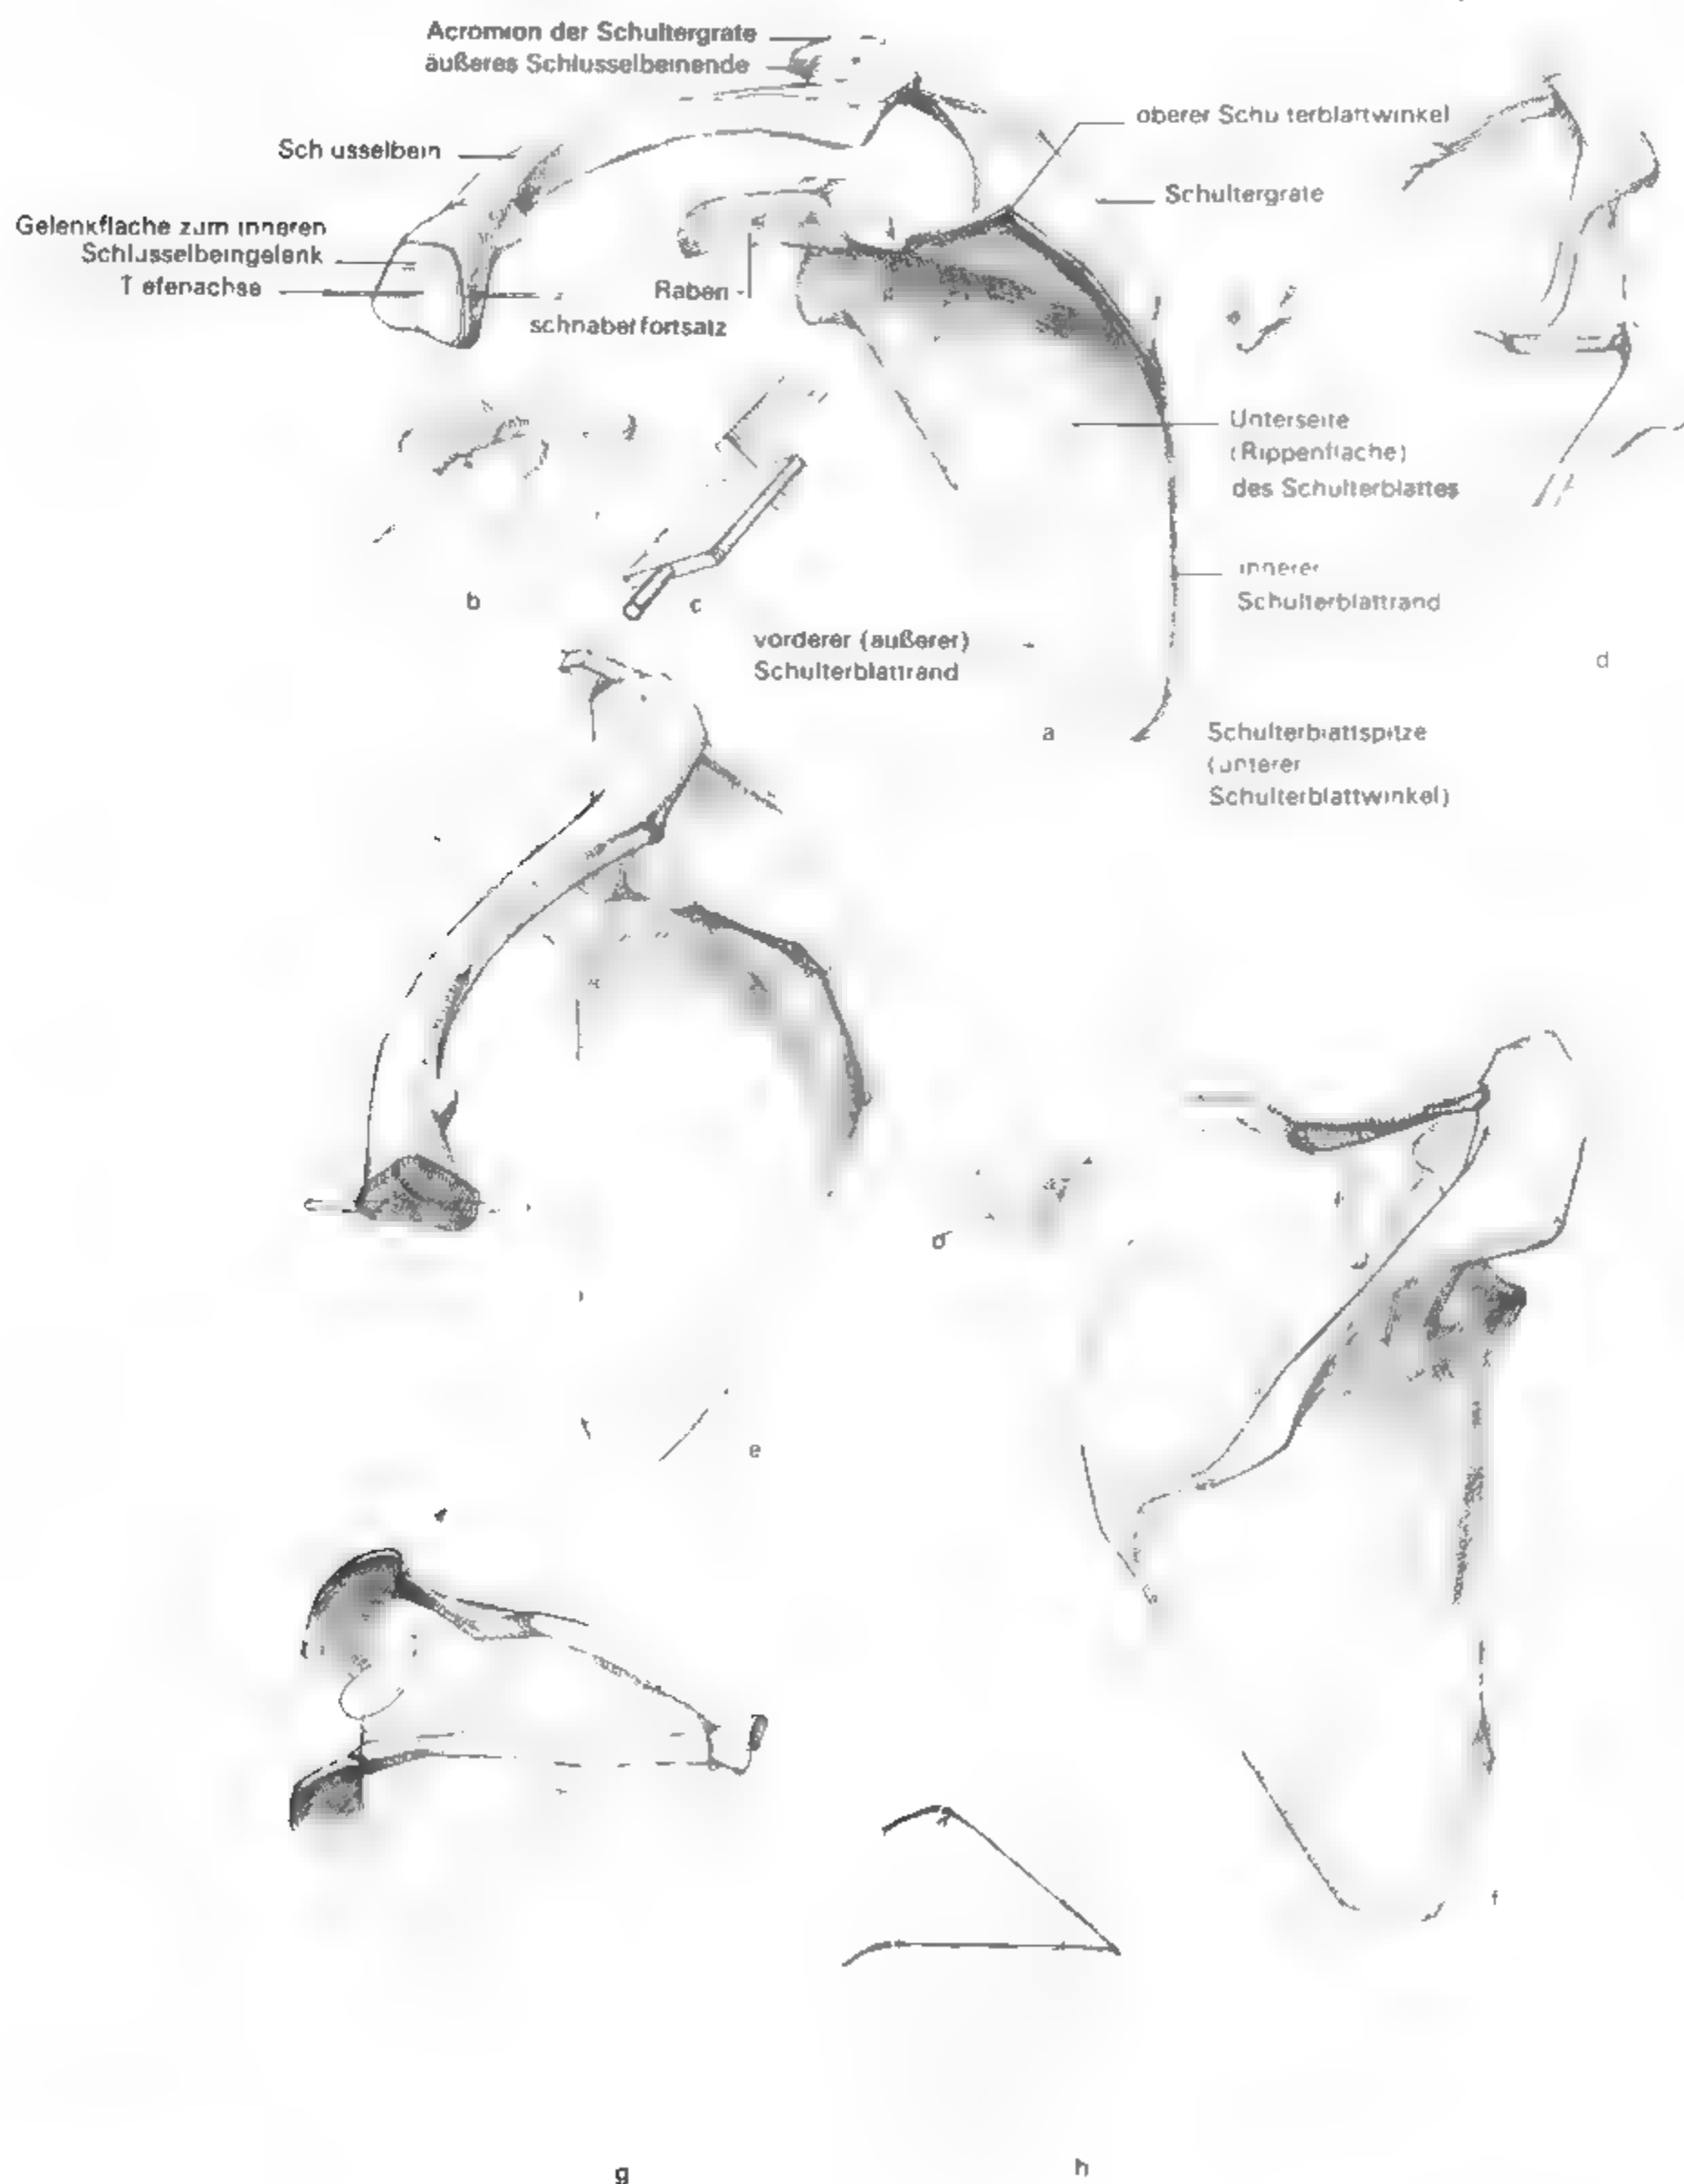 Acromion der Schultergrate
äußeres Schlusselbeinende
oberer Schu terblattwinkel
Sch usselbein
Schultergrate
Gelenkflache zum inneren
Schlusselbeingelenk
T efenachse
Raben -
schnabelfortsatz
Unterseite
(Rippenflache)
des Schulterblattes
innerer
Schulterblattrand
b
c
vorderer (außerer)
Schulterblattrand
d
a
Schulterblattspitze
(unterer
Schulterblattwinkel)
e
f
g
h